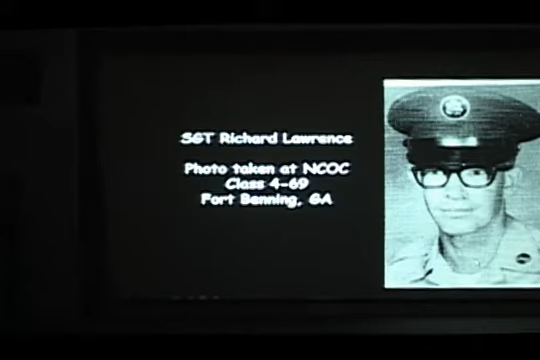 SGT Richard Lawrence
Photo taken at NCOC
Class 4-69
Fort Benning, GA